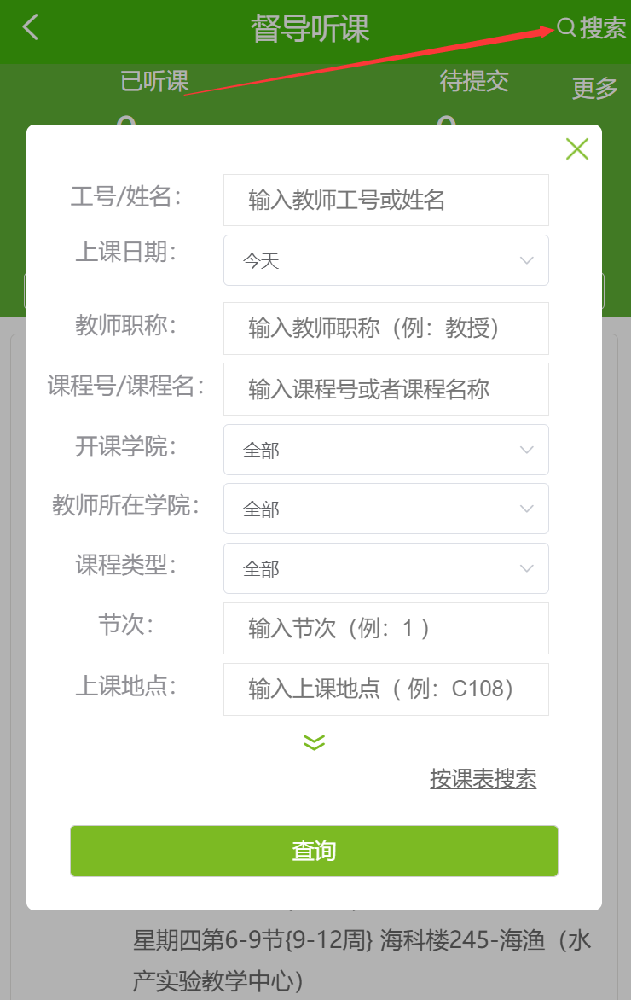 督导听课
搜索
已听课
待提交
更多
工号/姓名：
输入教师工号或姓名
上课日期：
今天
教师职称：
输入教师职称（例：教授）
课程号/课程名：
输入课程号或者课程名称
开课学院：
全部
教师所在学院：
全部
课程类型：
全部
节次：
输入节次（例：1 ）
上课地点：
输入上课地点（ 例：C108）
按课表搜索
查询
星期四第6-9节{9-12周} 海科楼245-海渔（水
产实验教学中心）